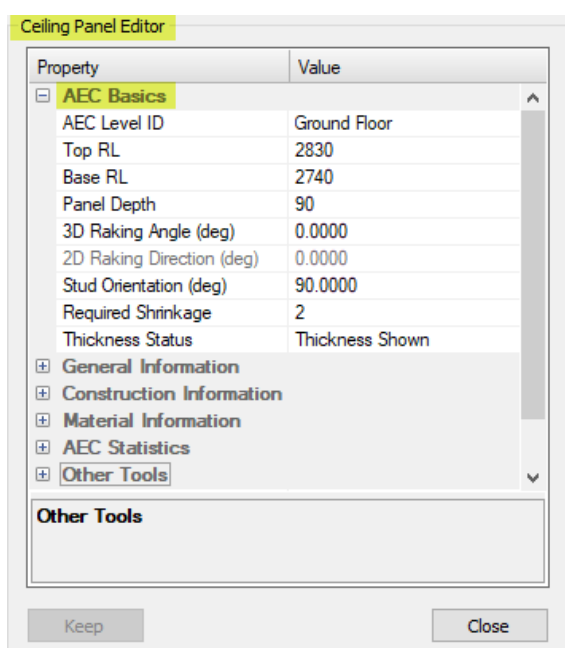 Ceiling Panel Editor
Property Value
AEC Basics
AEC Level ID Ground Floor
Top RL 2830
Base RL 2740
Panel Depth 90
3D Raking Angle (deg) 0.0000
2D Raking Direction (deg) 0.0000
Stud Orientation (deg) 90.0000
Required Shrinkage 2
Thickness Status Thickness Shown
General Information
Construction Information
Material Information
AEC Statistics
Other Tools
Other Tools
Keep Close